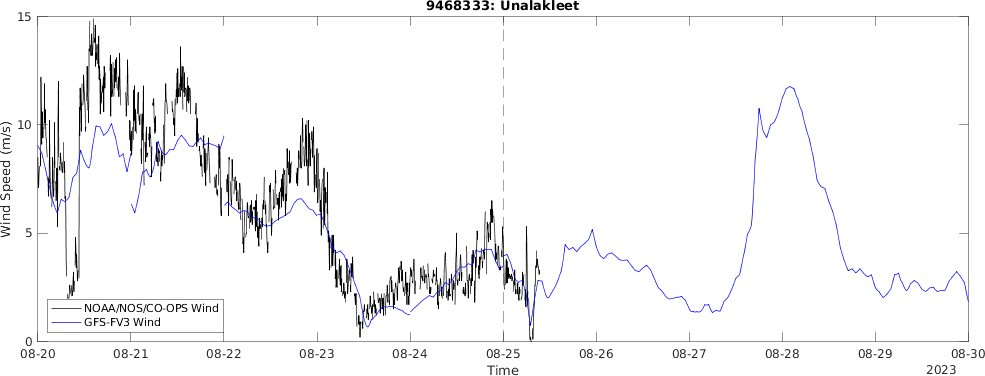 9468333: Unalakleet
Wind Speed (m/s)
15
10
5
0
NOAA/NOS/CO-OPS Wind
GFS-FV3 Wind
08-20 08-21 08-22 08-23 08-24 08-25 08-26 08-27 08-28 08-29 08-30
Time
2023